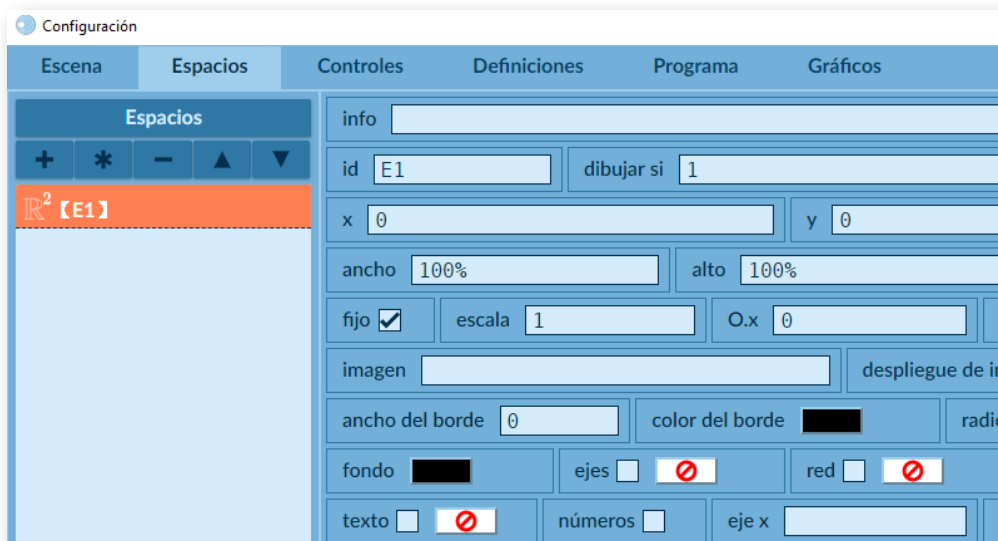 Configuración
Escena Espacios Controles Definiciones Programa Gráficos
Espacios
+ * − ▲ ▼
ℝ² 【E1】
info
id E1 dibujar si 1
x 0 y 0
ancho 100% alto 100%
fijo escala 1 O.x 0
imagen despliegue de i
ancho del borde 0 color del borde radi
fondo ejes red
texto números eje x